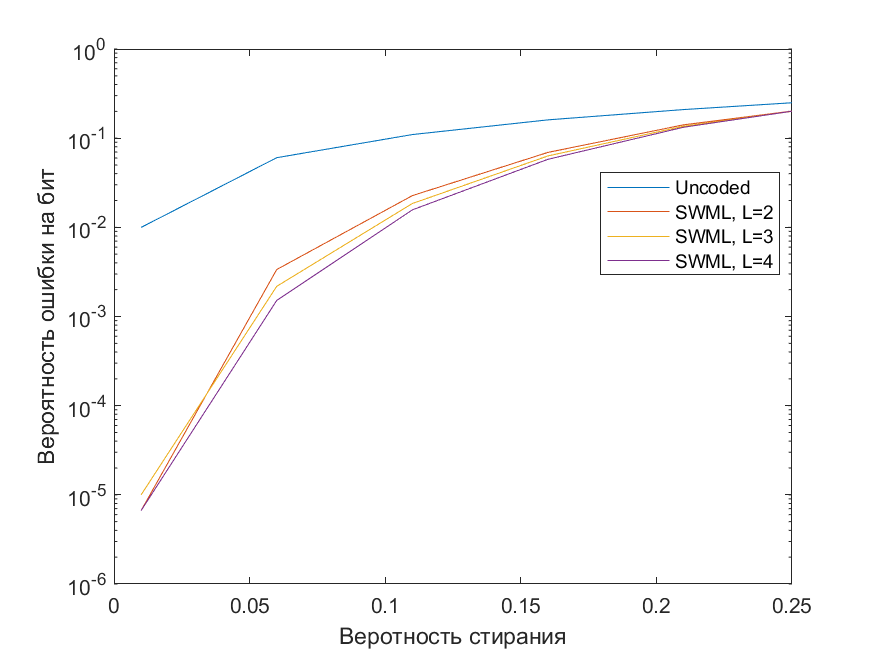 10^0
10^-1
10^-2
10^-3
10^-4
10^-5
10^-6
Вероятность ошибки на бит
Uncoded
SWML, L=2
SWML, L=3
SWML, L=4
0 0.05 0.1 0.15 0.2 0.25
Веротность стирания